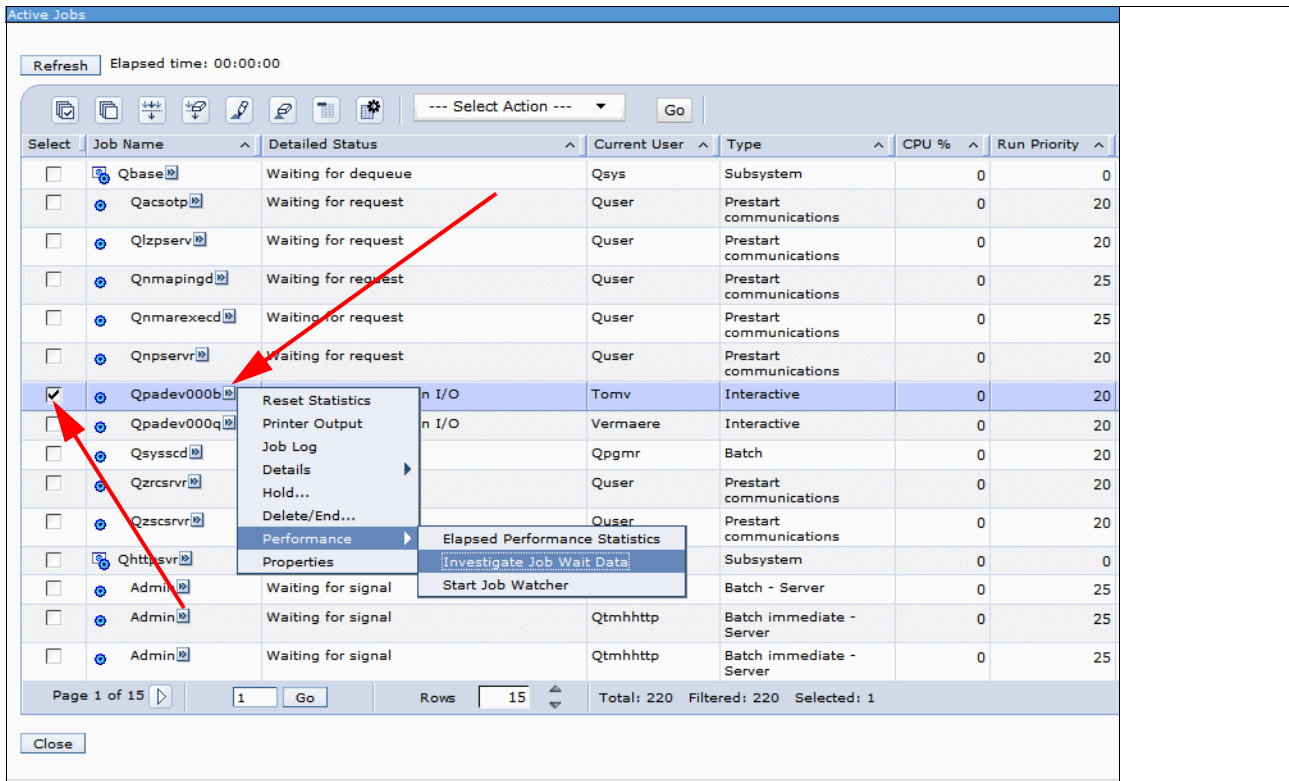 Active Jobs
Refresh Elapsed time: 00:00:00
--- Select Action --- Go
Select Job Name Detailed Status Current User Type CPU % Run Priority
Qbase Waiting for dequeue Qsys Subsystem 0 0
Qacsotp Waiting for request Quser Prestart communications 0 20
Qlzpserv Waiting for request Quser Prestart communications 0 20
Qnmapingd Waiting for request Quser Prestart communications 0 25
Qnmarexecd Waiting for request Quser Prestart communications 0 25
Qnpservr Waiting for request Quser Prestart communications 0 20
Qpadev000b n I/O Tomv Interactive 0 20
Qpadev000q n I/O Vermaere Interactive 0 20
Qsysscd Qpgmr Batch 0 20
Qzrcsrvr Quser Prestart communications 0 20
Qzscsrvr Quser Prestart communications 0 20
Qhttpsvr Subsystem 0 0
Admin Waiting for signal Batch - Server 0 25
Admin Waiting for signal Qtmhhttp Batch immediate - Server 0 25
Admin Waiting for signal Qtmhhttp Batch immediate - Server 0 25
Reset Statistics
Printer Output
Job Log
Details
Hold...
Delete/End...
Performance
Properties
Elapsed Performance Statistics
Investigate Job Wait Data
Start Job Watcher
Page 1 of 15 1 Go Rows 15 Total: 220 Filtered: 220 Selected: 1
Close